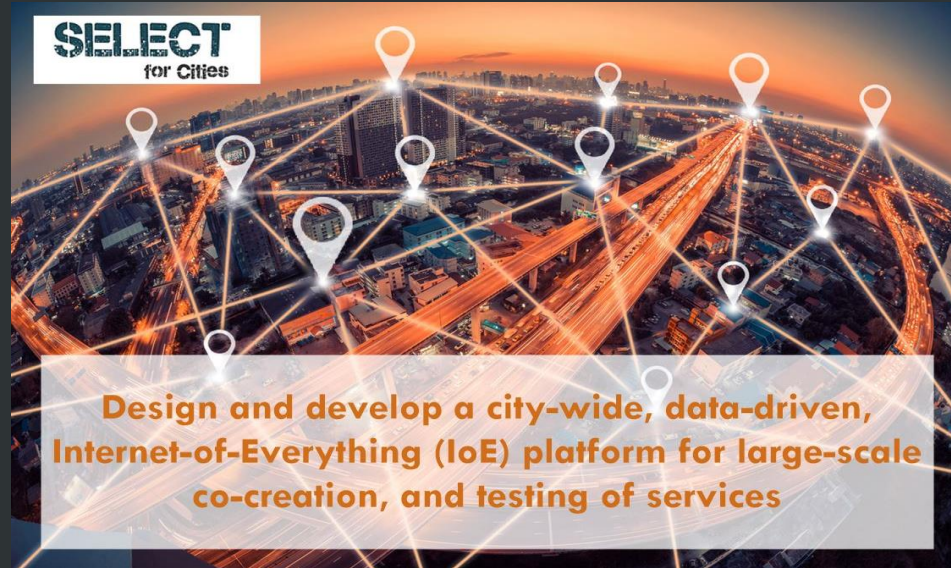 SELECT
for Cities
Design and develop a city-wide, data-driven,
Internet-of-Everything (IoE) platform for large-scale
co-creation, and testing of services